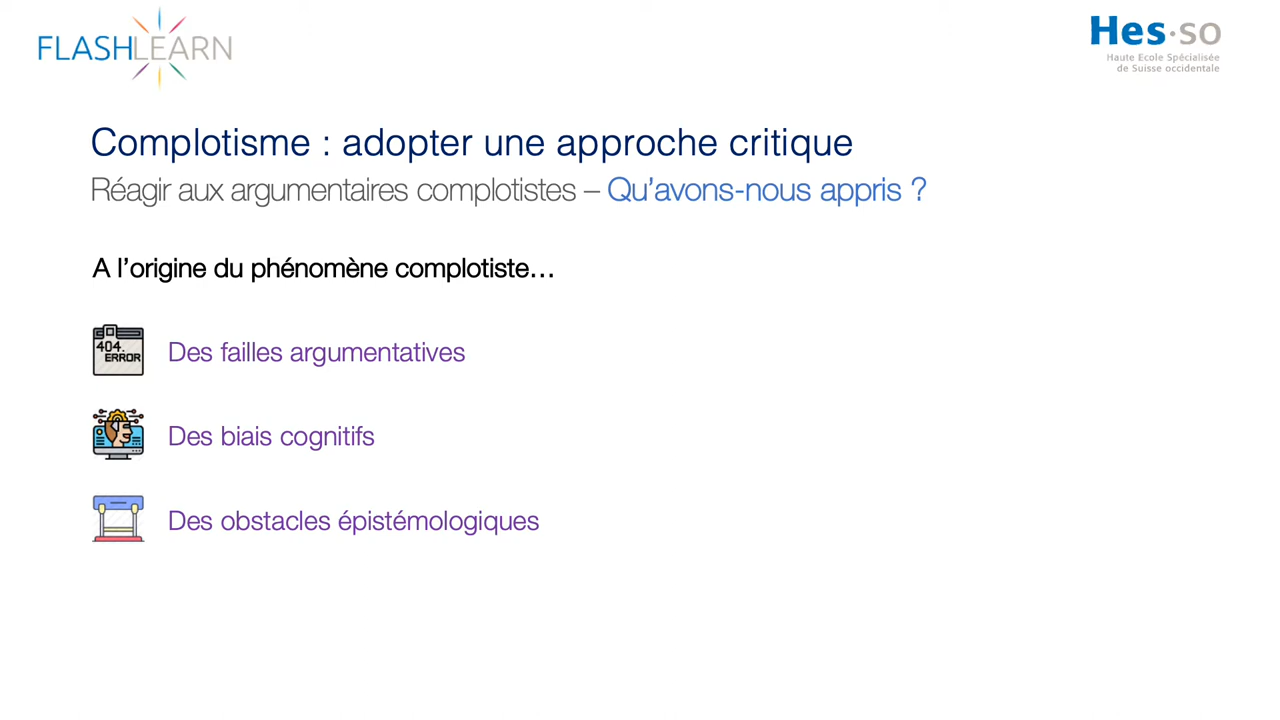 FLASHLEARN
Hes·so
Haute Ecole Spécialisée
de Suisse occidentale
Complotisme : adopter une approche critique
Réagir aux argumentaires complotistes – Qu’avons-nous appris ?
A l’origine du phénomène complotiste…
404.
ERROR
Des failles argumentatives
Des biais cognitifs
Des obstacles épistémologiques